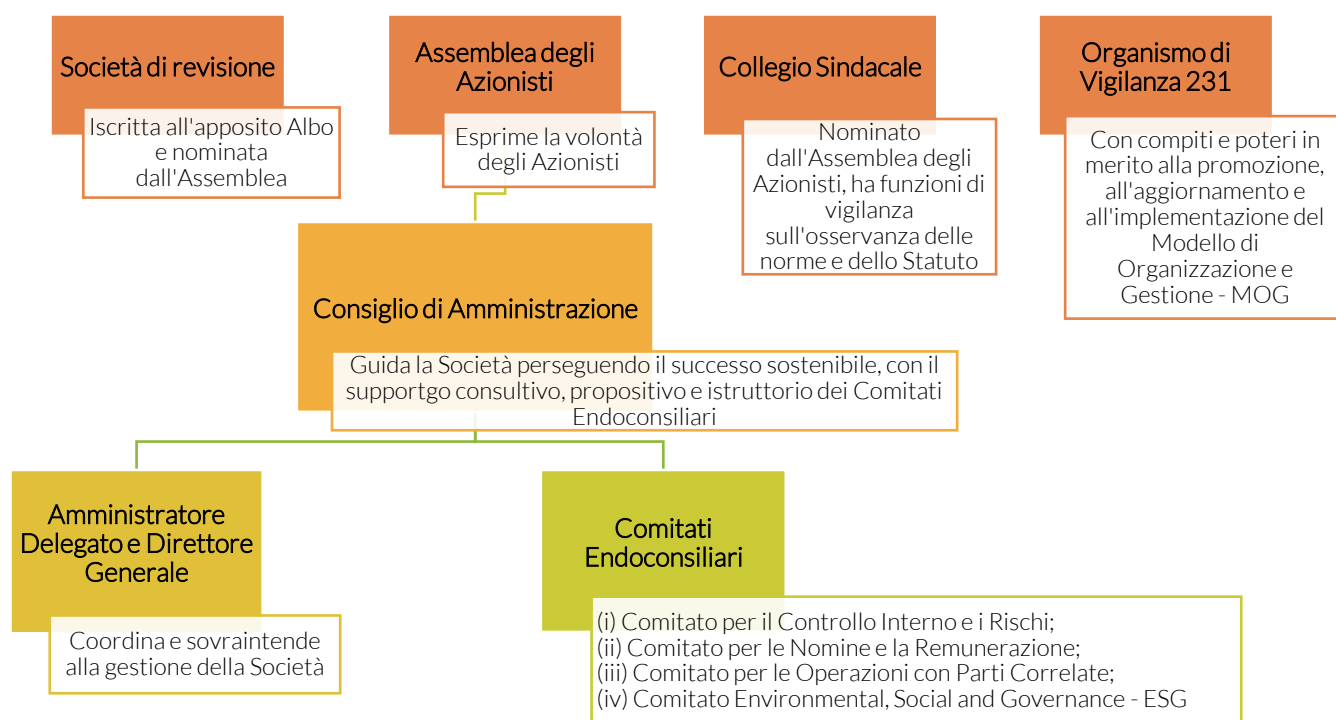 Società di revisione
Iscritta all'apposito Albo
e nominata
dall'Assemblea
Assemblea degli
Azionisti
Esprime la volontà
degli Azionisti
Collegio Sindacale
Nominato
dall'Assemblea degli
Azionisti, ha funzioni di
vigilanza
sull'osservanza delle
norme e dello Statuto
Organismo di
Vigilanza 231
Con compiti e poteri in
merito alla promozione,
all'aggiornamento e
all'implementazione del
Modello di
Organizzazione e
Gestione - MOG
Consiglio di Amministrazione
Guida la Società perseguendo il successo sostenibile, con il
supportgo consultivo, propositivo e istruttorio dei Comitati
Endoconsiliari
Amministratore
Delegato e Direttore
Generale
Coordina e sovraintende
alla gestione della Società
Comitati
Endoconsiliari
(i) Comitato per il Controllo Interno e i Rischi;
(ii) Comitato per le Nomine e la Remunerazione;
(iii) Comitato per le Operazioni con Parti Correlate;
(iv) Comitato Environmental, Social and Governance - ESG